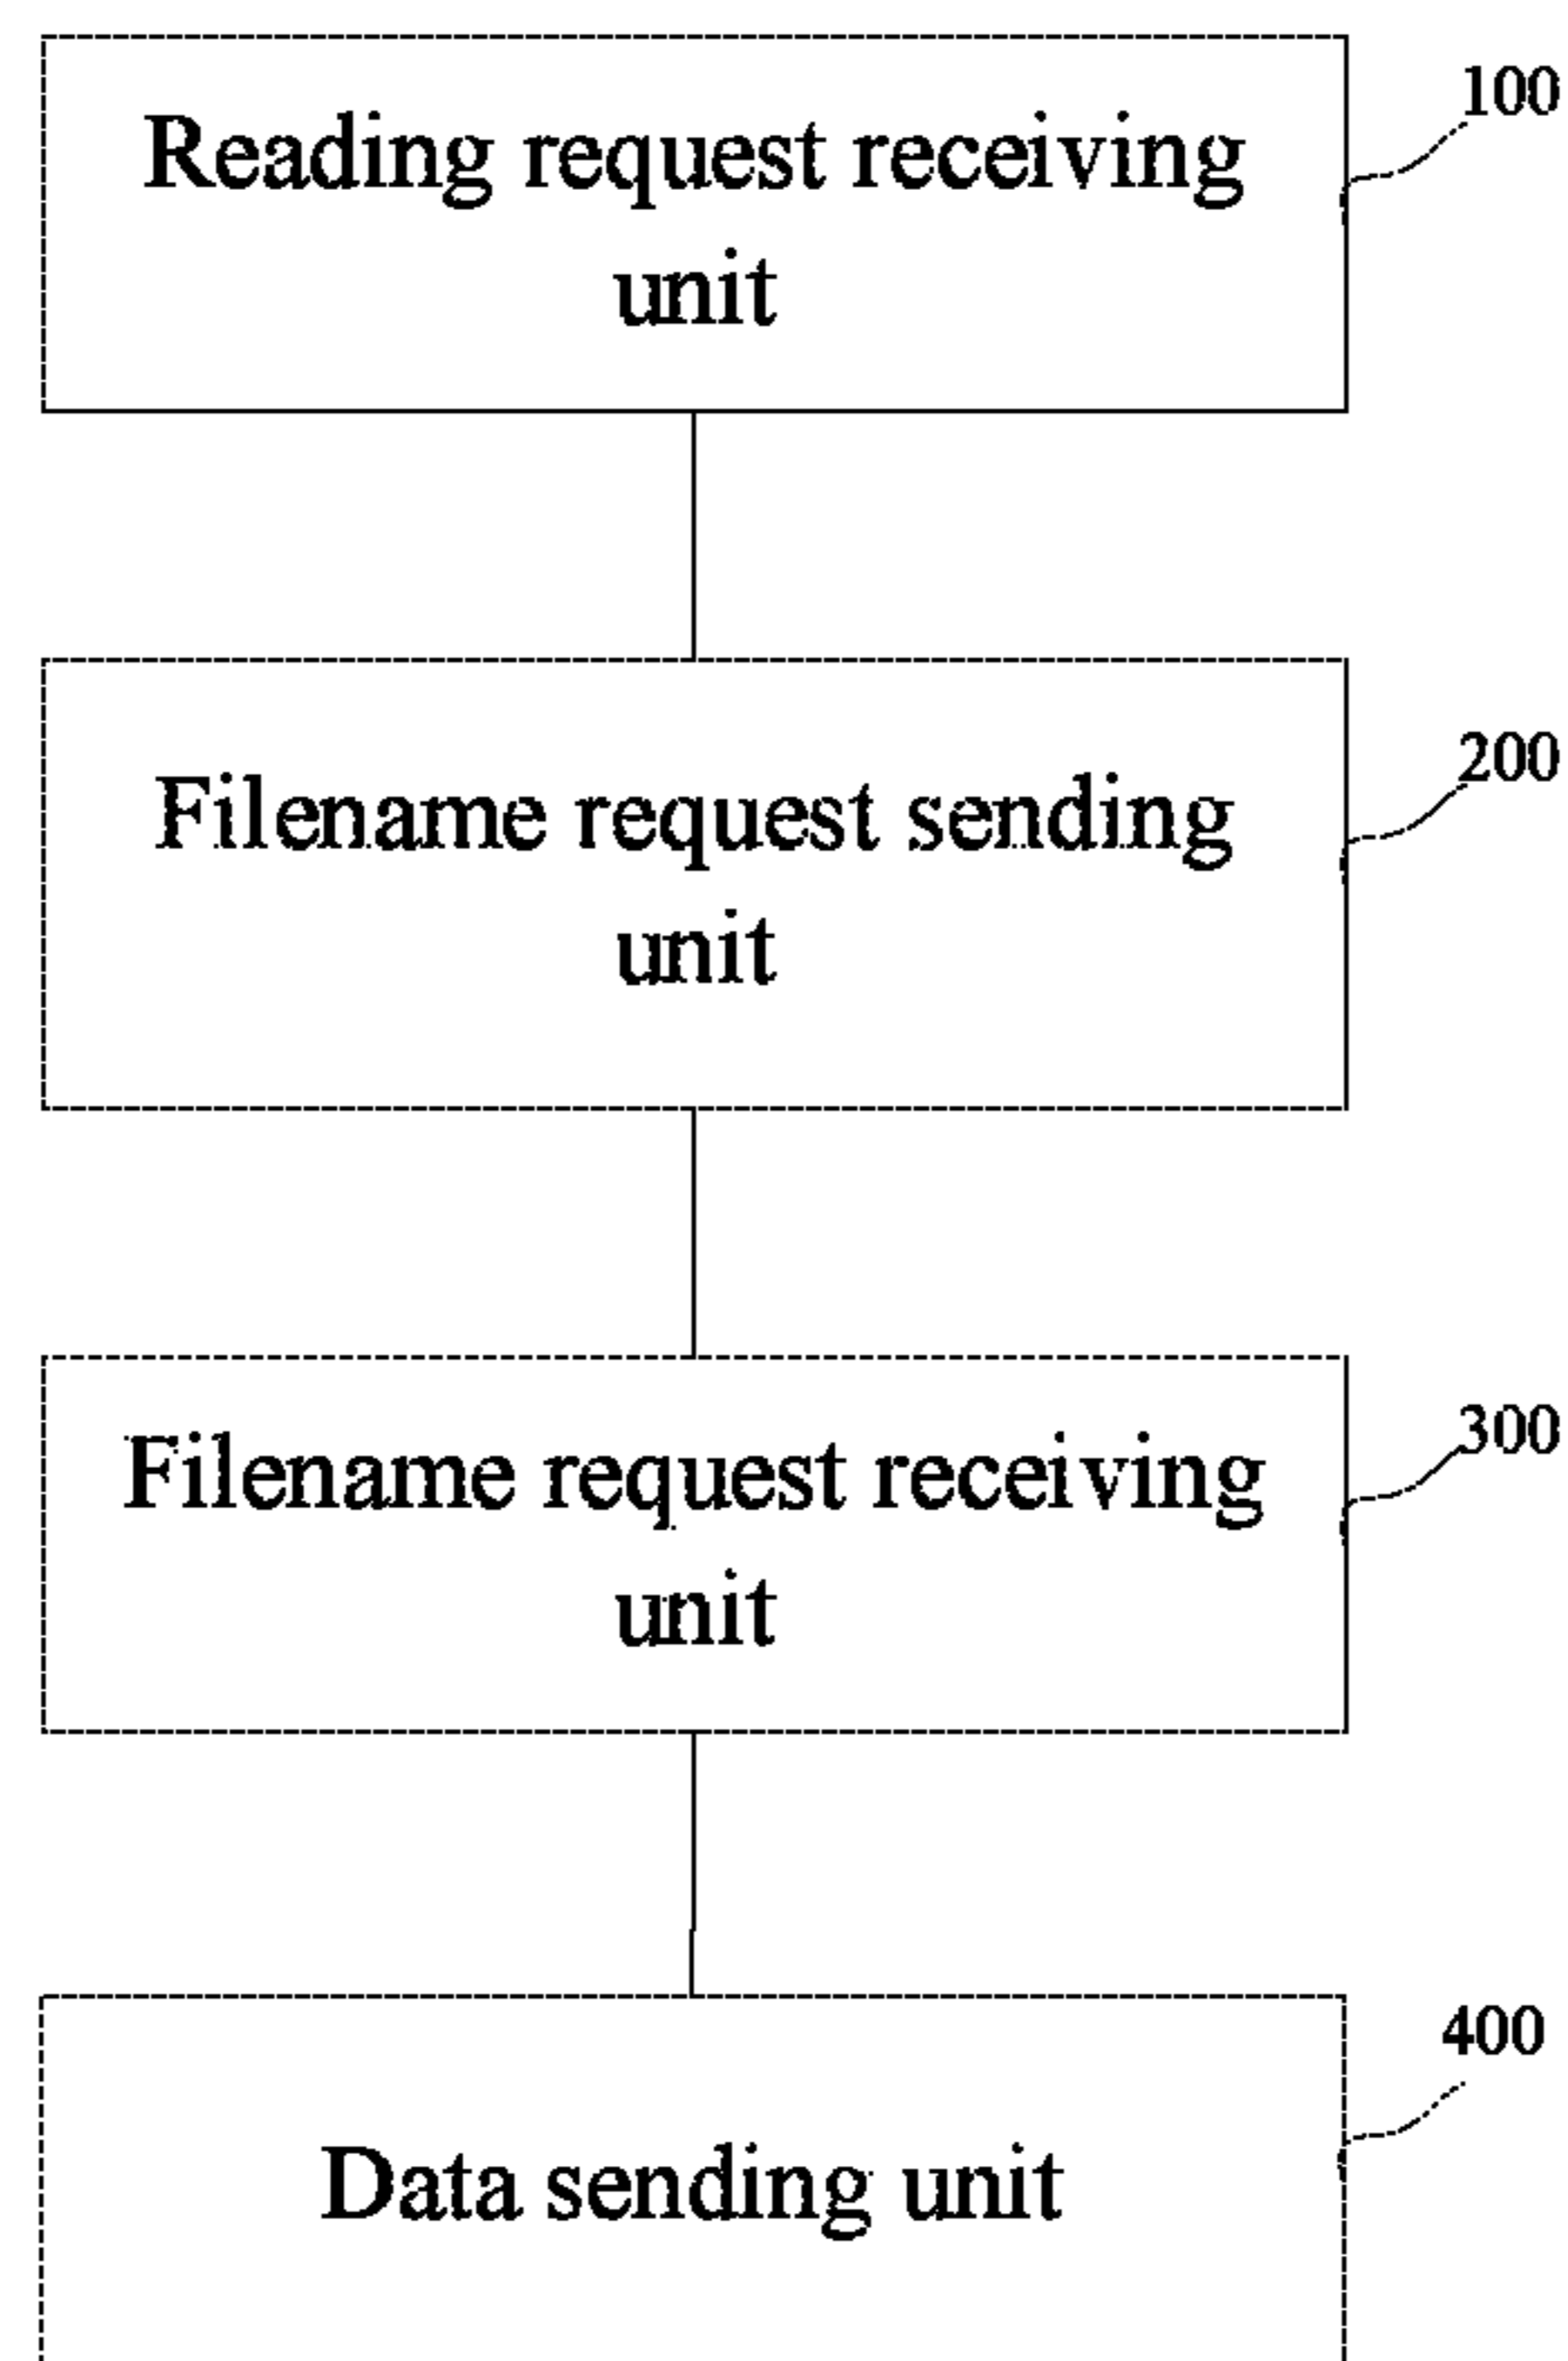 100
Reading request receiving
unit
200
Filename request sending
unit
300
Filename request receiving
unit
400
Data sending unit